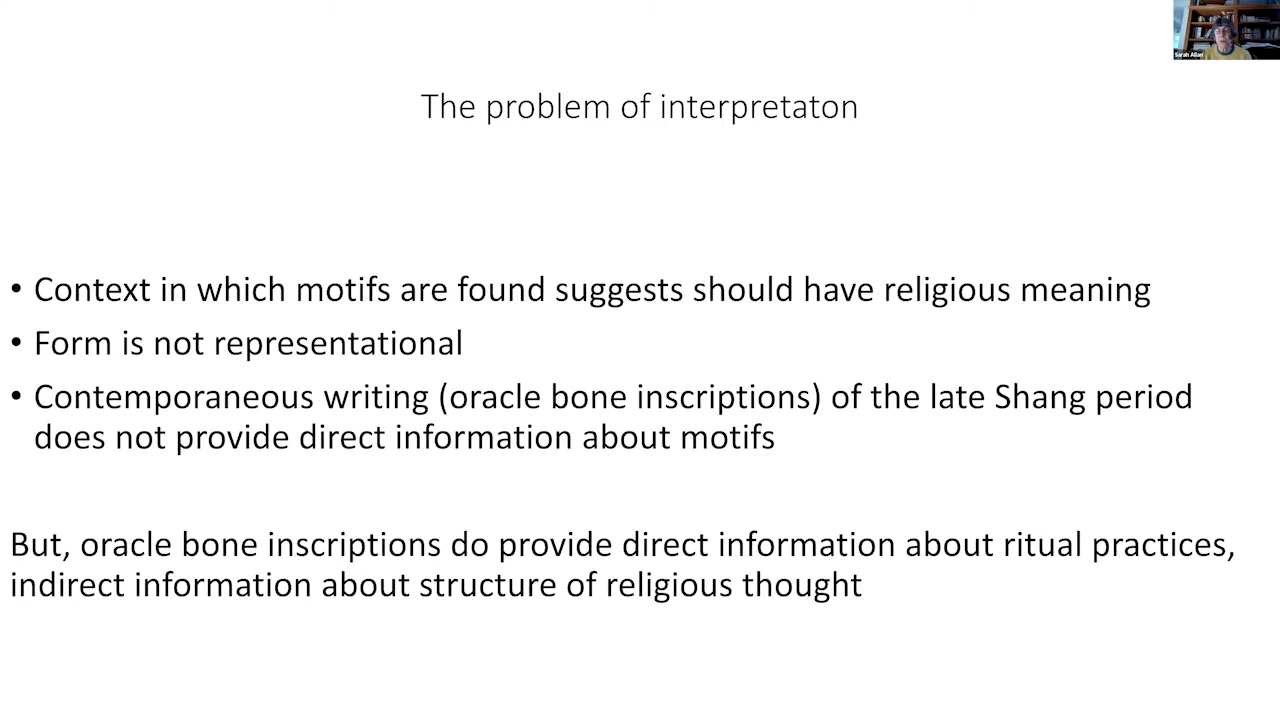 Sarah Allan
The problem of interpretaton
• Context in which motifs are found suggests should have religious meaning
• Form is not representational
• Contemporaneous writing (oracle bone inscriptions) of the late Shang period
does not provide direct information about motifs
But, oracle bone inscriptions do provide direct information about ritual practices,
indirect information about structure of religious thought